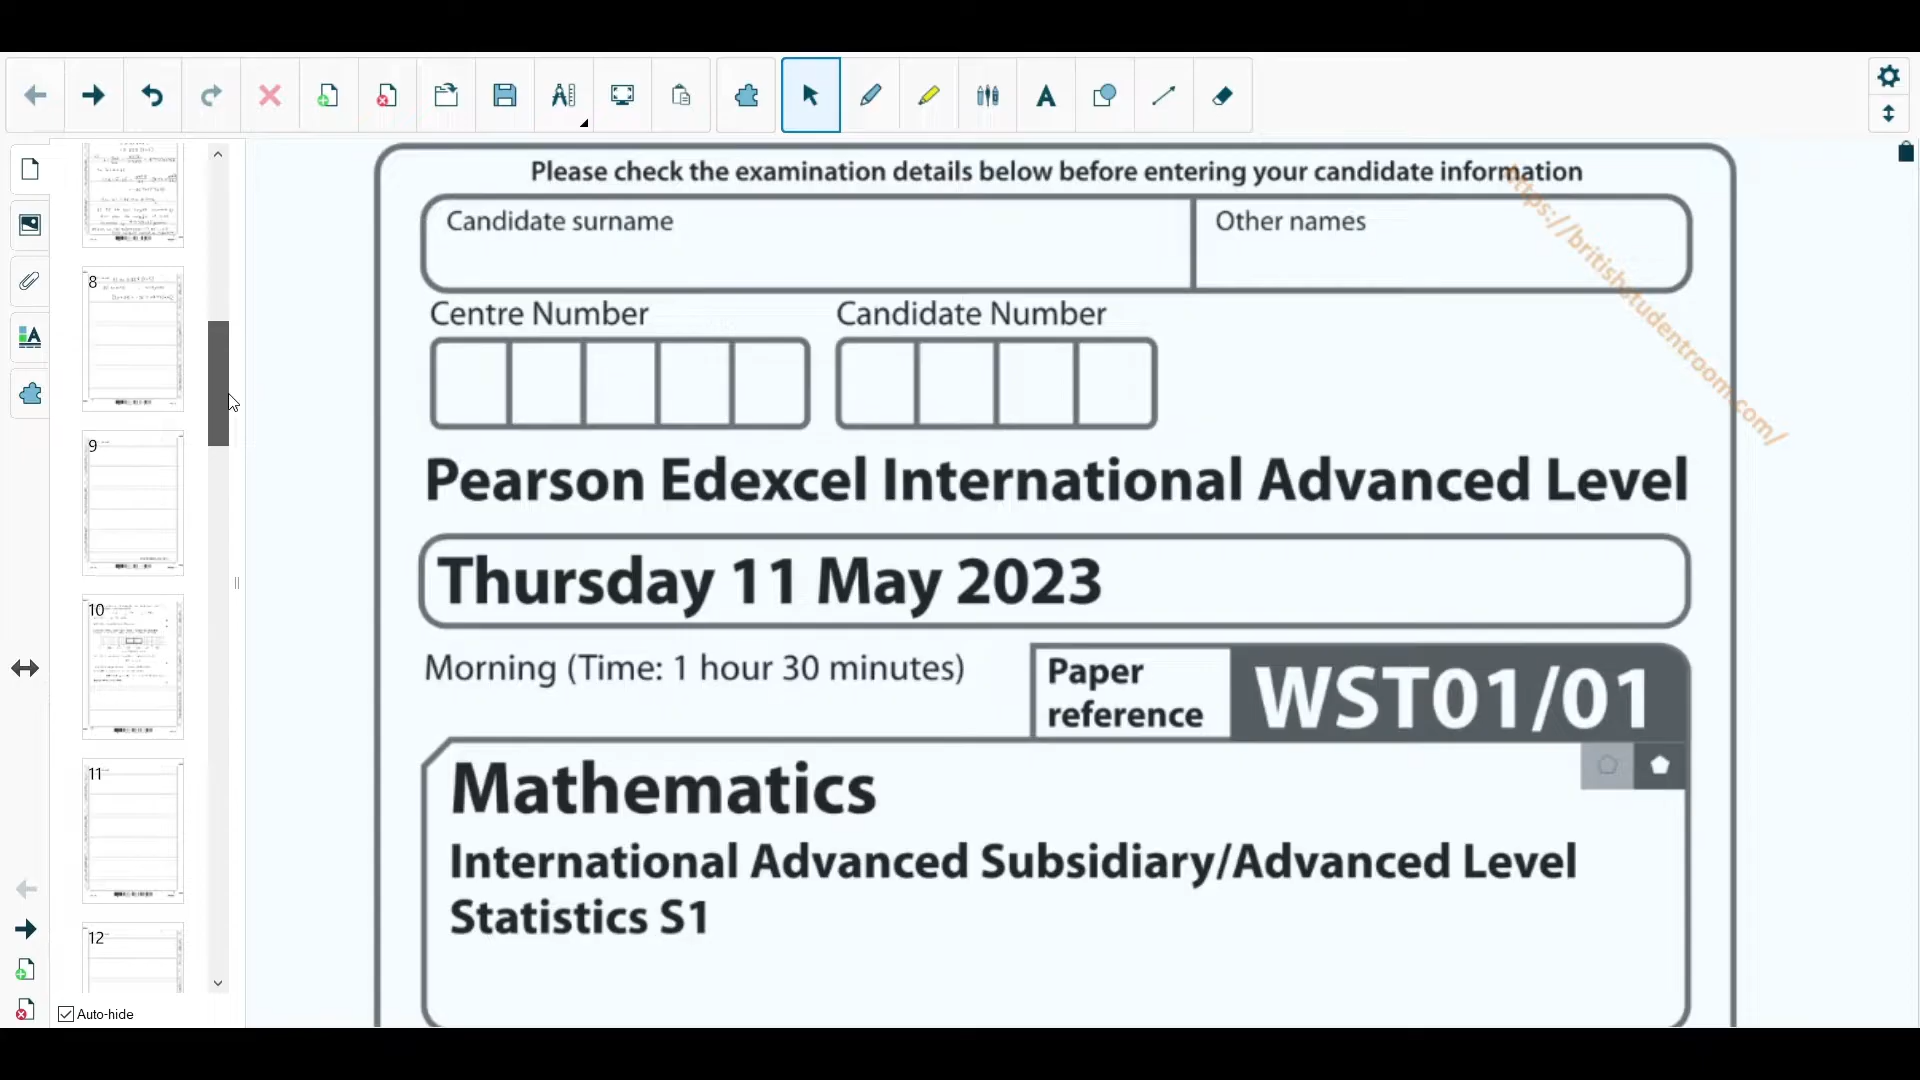 Please check the examination details below before entering your candidate information
Candidate surname
Other names
https://britishstudentroom.com/
Centre Number
Candidate Number
Pearson Edexcel International Advanced Level
Thursday 11 May 2023
Morning (Time: 1 hour 30 minutes)
Paper
reference
WST01/01
Mathematics
International Advanced Subsidiary/Advanced Level
Statistics S1
8
9
10
11
12
Auto-hide